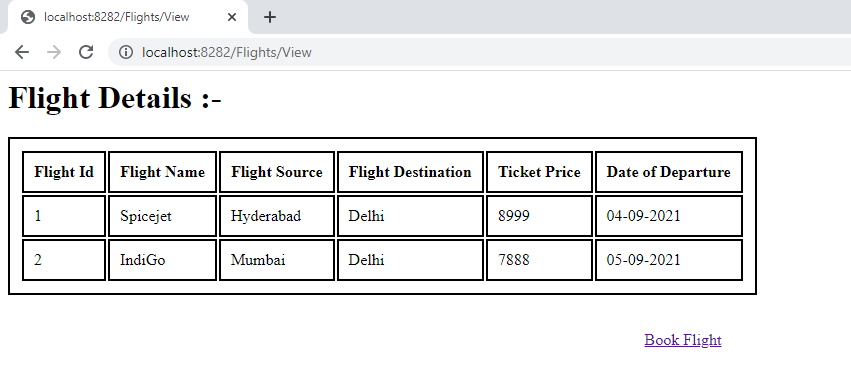 localhost:8282/Flights/View
localhost:8282/Flights/View
Flight Details :-
Flight Id Flight Name Flight Source Flight Destination Ticket Price Date of Departure
1 Spicejet Hyderabad Delhi 8999 04-09-2021
2 IndiGo Mumbai Delhi 7888 05-09-2021
Book Flight